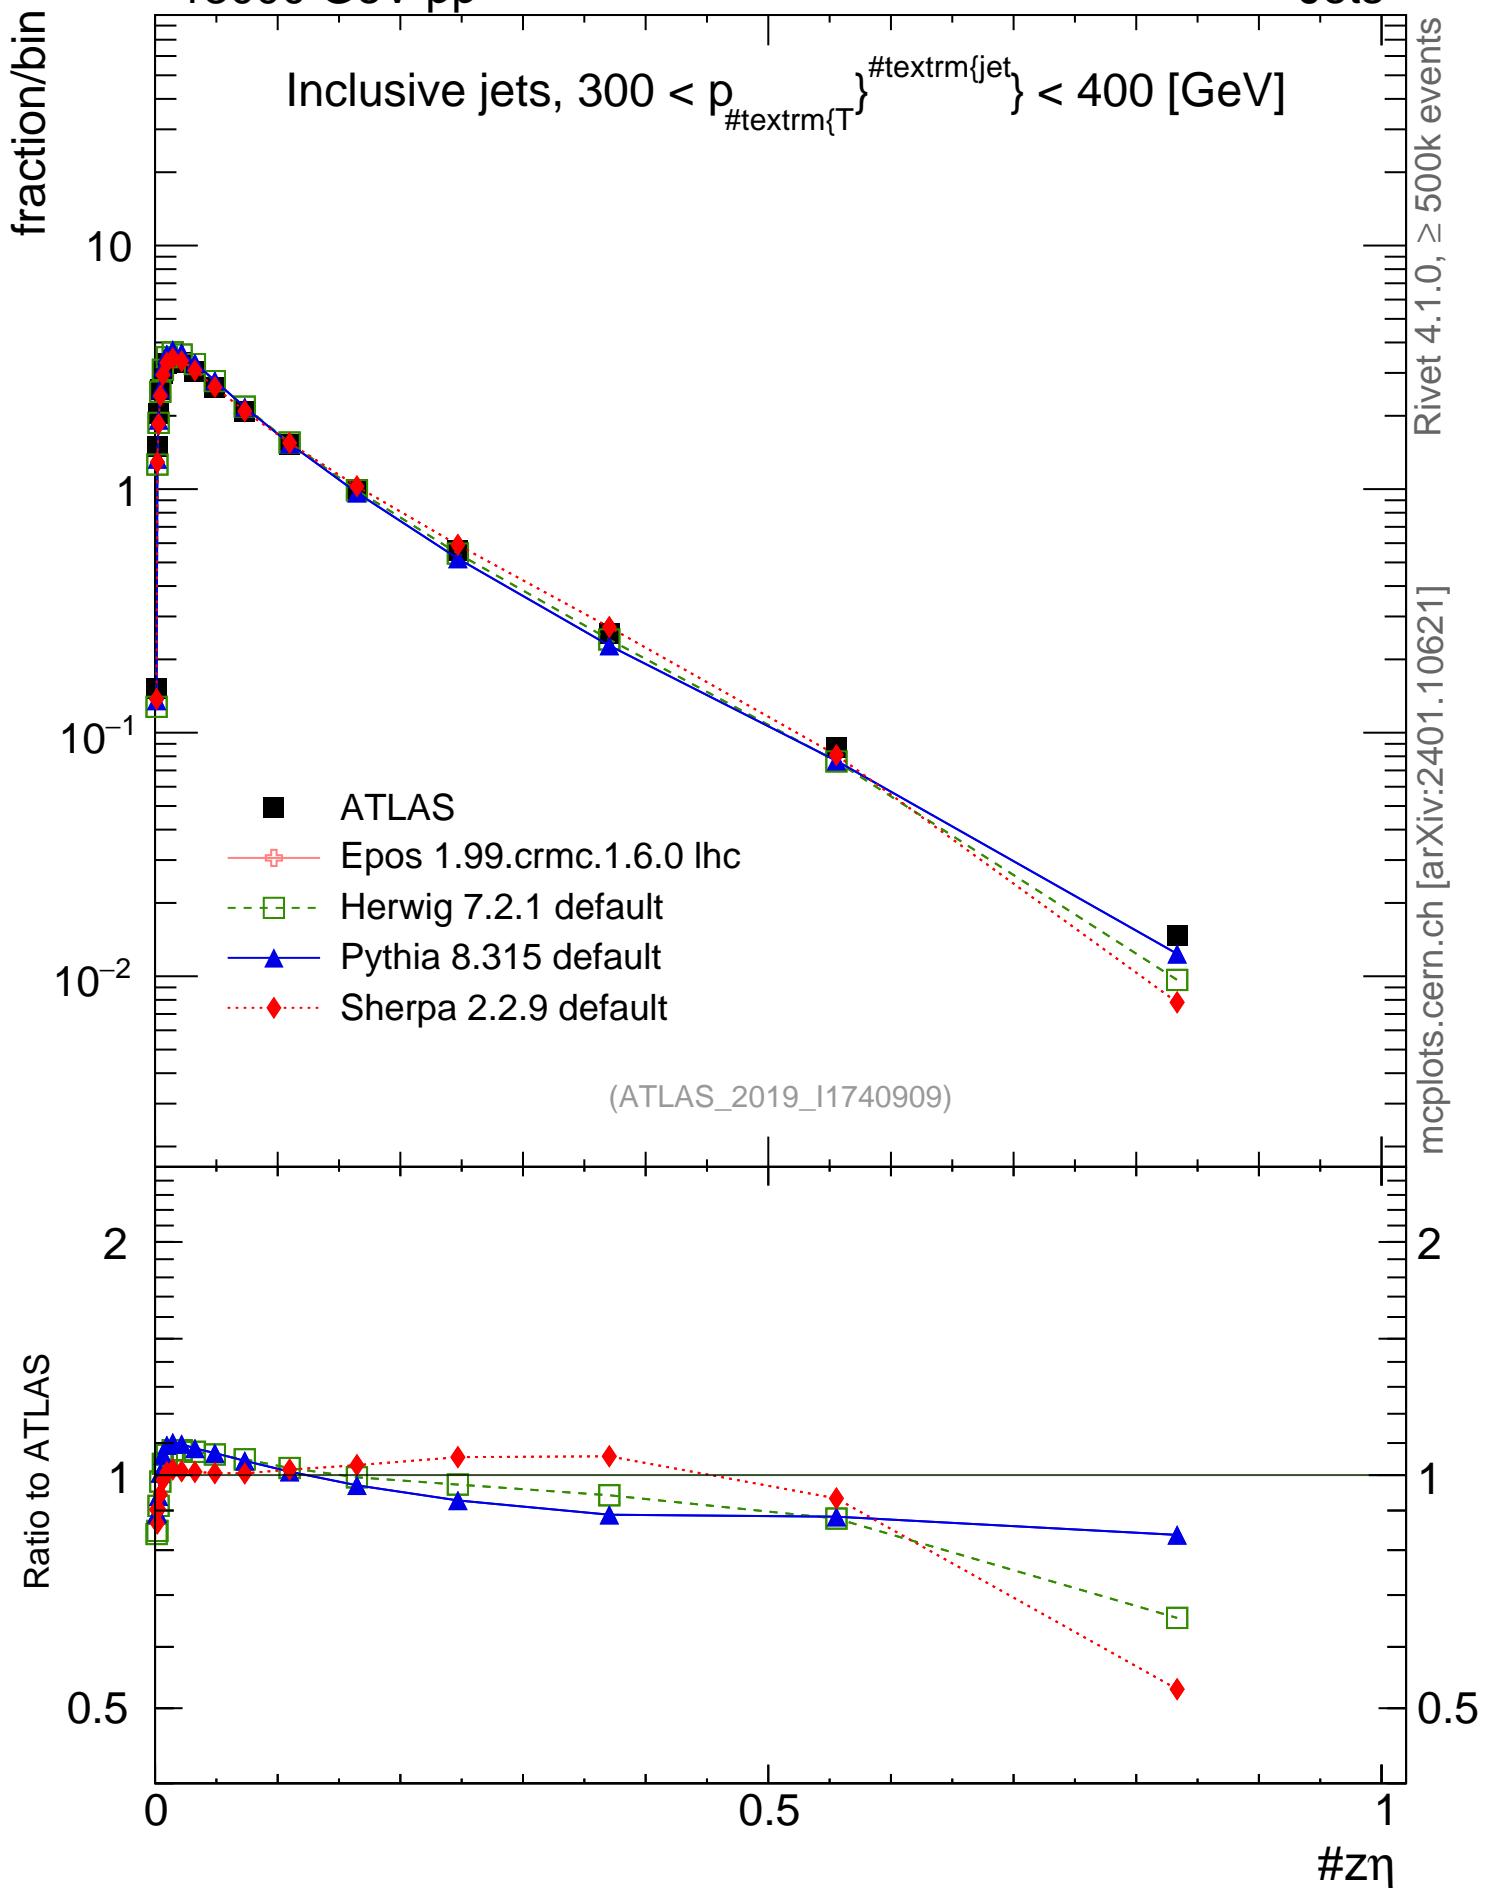 fraction/bin
Inclusive jets, 300 < p_{#textrm{T}}^{#textrm{jet}} < 400 [GeV]
10
1
10^{−1}
10^{−2}
ATLAS
Epos 1.99.crmc.1.6.0 lhc
Herwig 7.2.1 default
Pythia 8.315 default
Sherpa 2.2.9 default
(ATLAS_2019_I1740909)
Rivet 4.1.0, ≥ 500k events
mcplots.cern.ch [arXiv:2401.10621]
Ratio to ATLAS
2
1
0.5
2
1
0.5
0
0.5
1
#zη